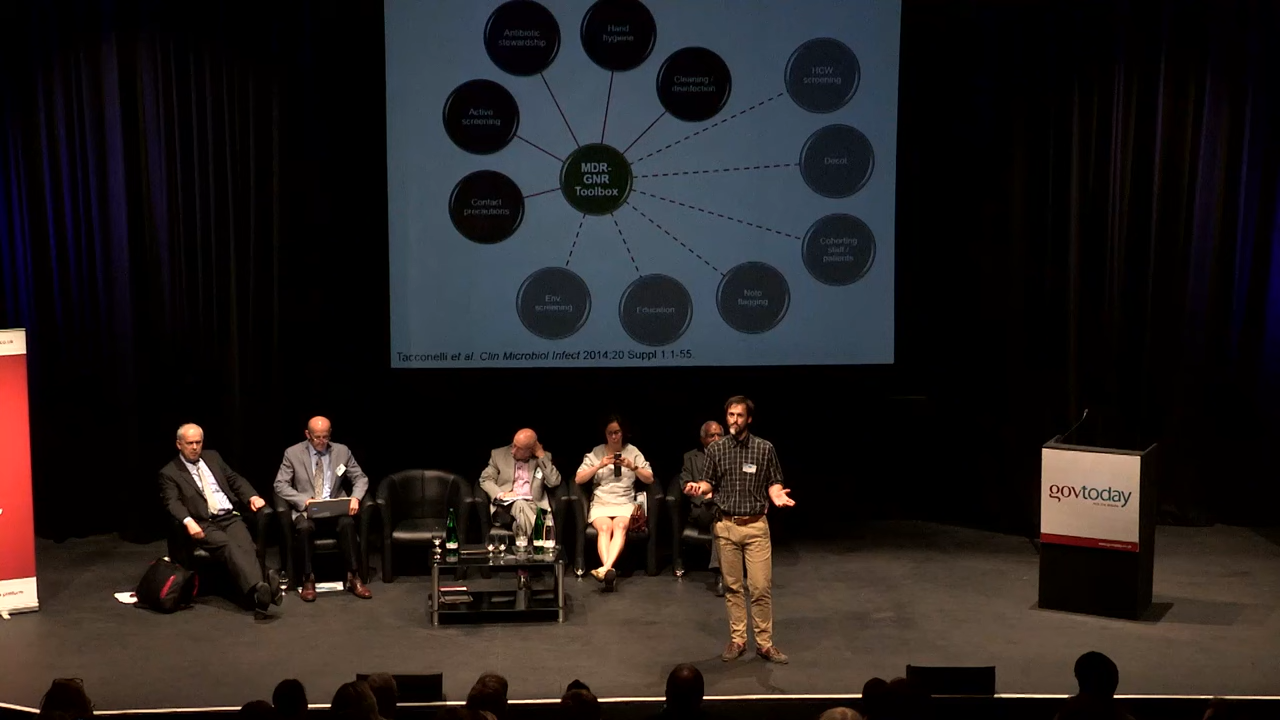 Antibiotic
stewardship
Hand
hygiene
Cleaning /
disinfection
HCW
screening
Active
screening
MDR-
GNR
Toolbox
Decol.
Contact
precautions
Cohorting
staff /
patients
Env.
screening
Education
Note
flagging
Tacconelli et al. Clin Microbiol Infect 2014;20 Suppl 1:1-55.
govtoday